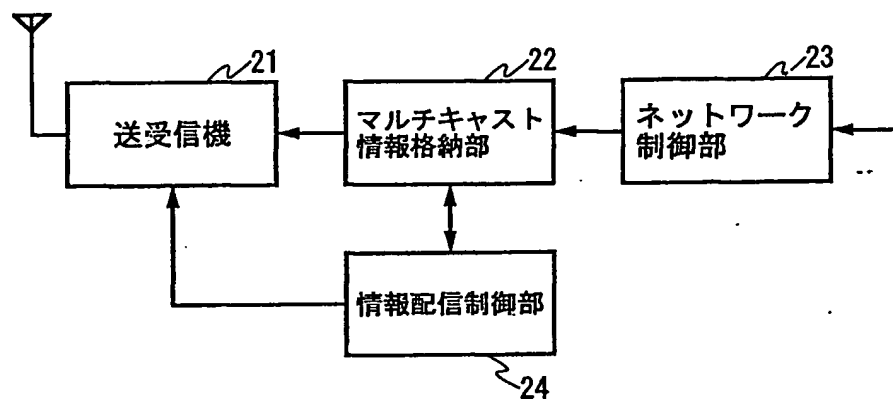 21
送受信機
22
マルチキャスト
情報格納部
23
ネットワーク
制御部
情報配信制御部
24